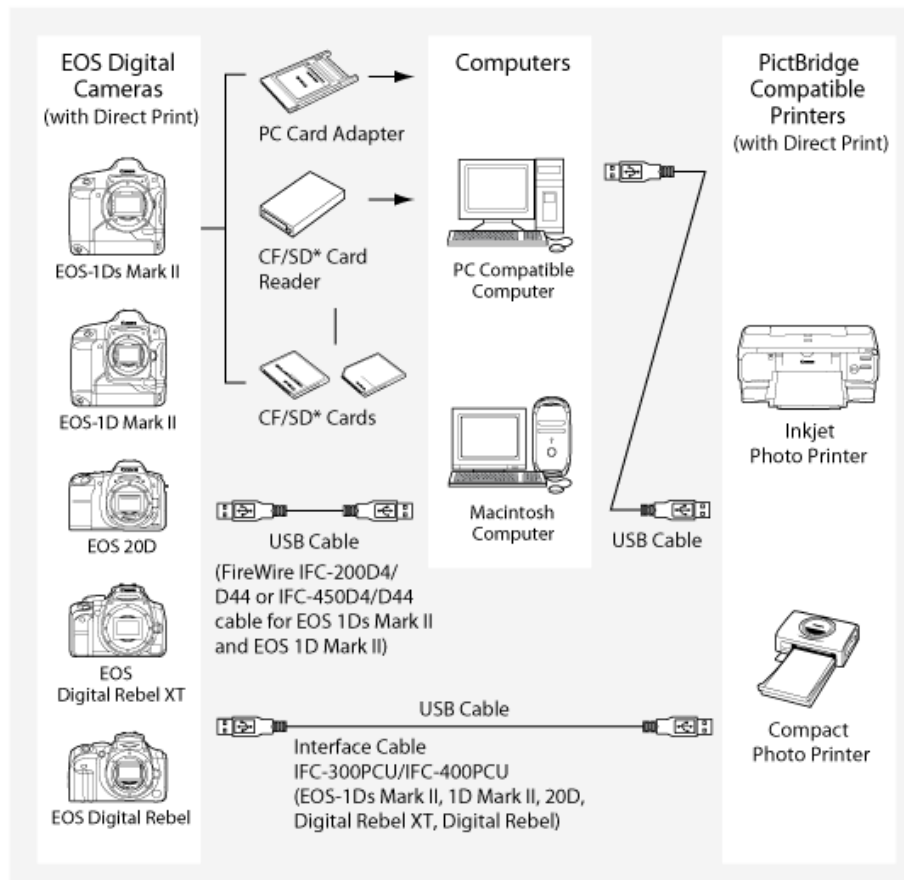 EOS Digital
Cameras
(with Direct Print)
EOS-1Ds Mark II
EOS-1D Mark II
EOS 20D
EOS
Digital Rebel XT
EOS Digital Rebel
PC Card Adapter
CF/SD* Card
Reader
CF/SD* Cards
USB Cable
(FireWire IFC-200D4/
D44 or IFC-450D4/D44
cable for EOS 1Ds Mark II
and EOS 1D Mark II)
Computers
PC Compatible
Computer
Macintosh
Computer
USB Cable
USB Cable
Interface Cable
IFC-300PCU/IFC-400PCU
(EOS-1Ds Mark II, 1D Mark II, 20D,
Digital Rebel XT, Digital Rebel)
PictBridge
Compatible
Printers
(with Direct Print)
Inkjet
Photo Printer
Compact
Photo Printer